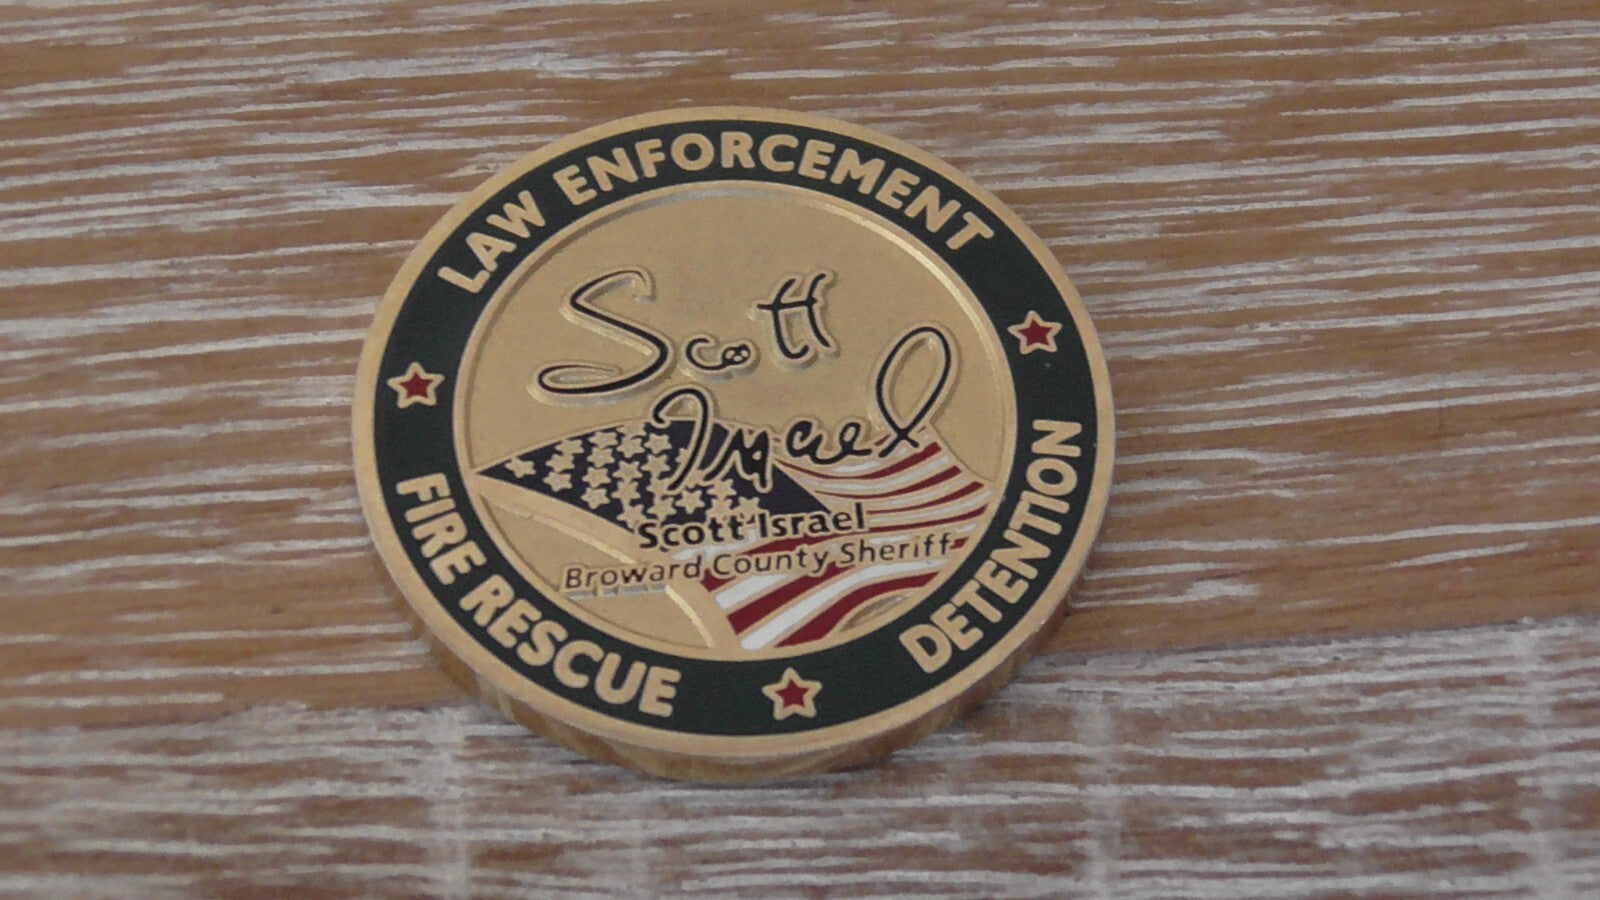 LAW ENFORCEMENT
Scott
Israel
Scott Israel
Broward County Sheriff
FIRE RESCUE
DETENTION